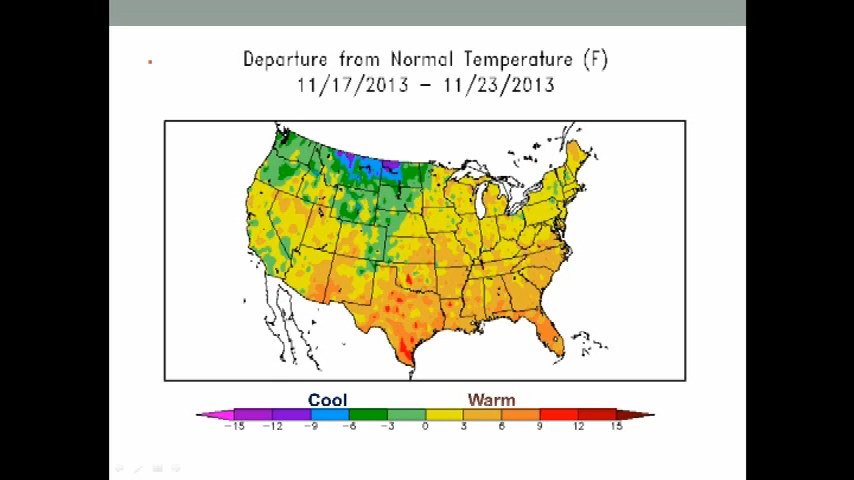 Departure from Normal Temperature (F)
11/17/2013 – 11/23/2013
Cool Warm
−15 −12 −9 −6 −3 0 3 6 9 12 15